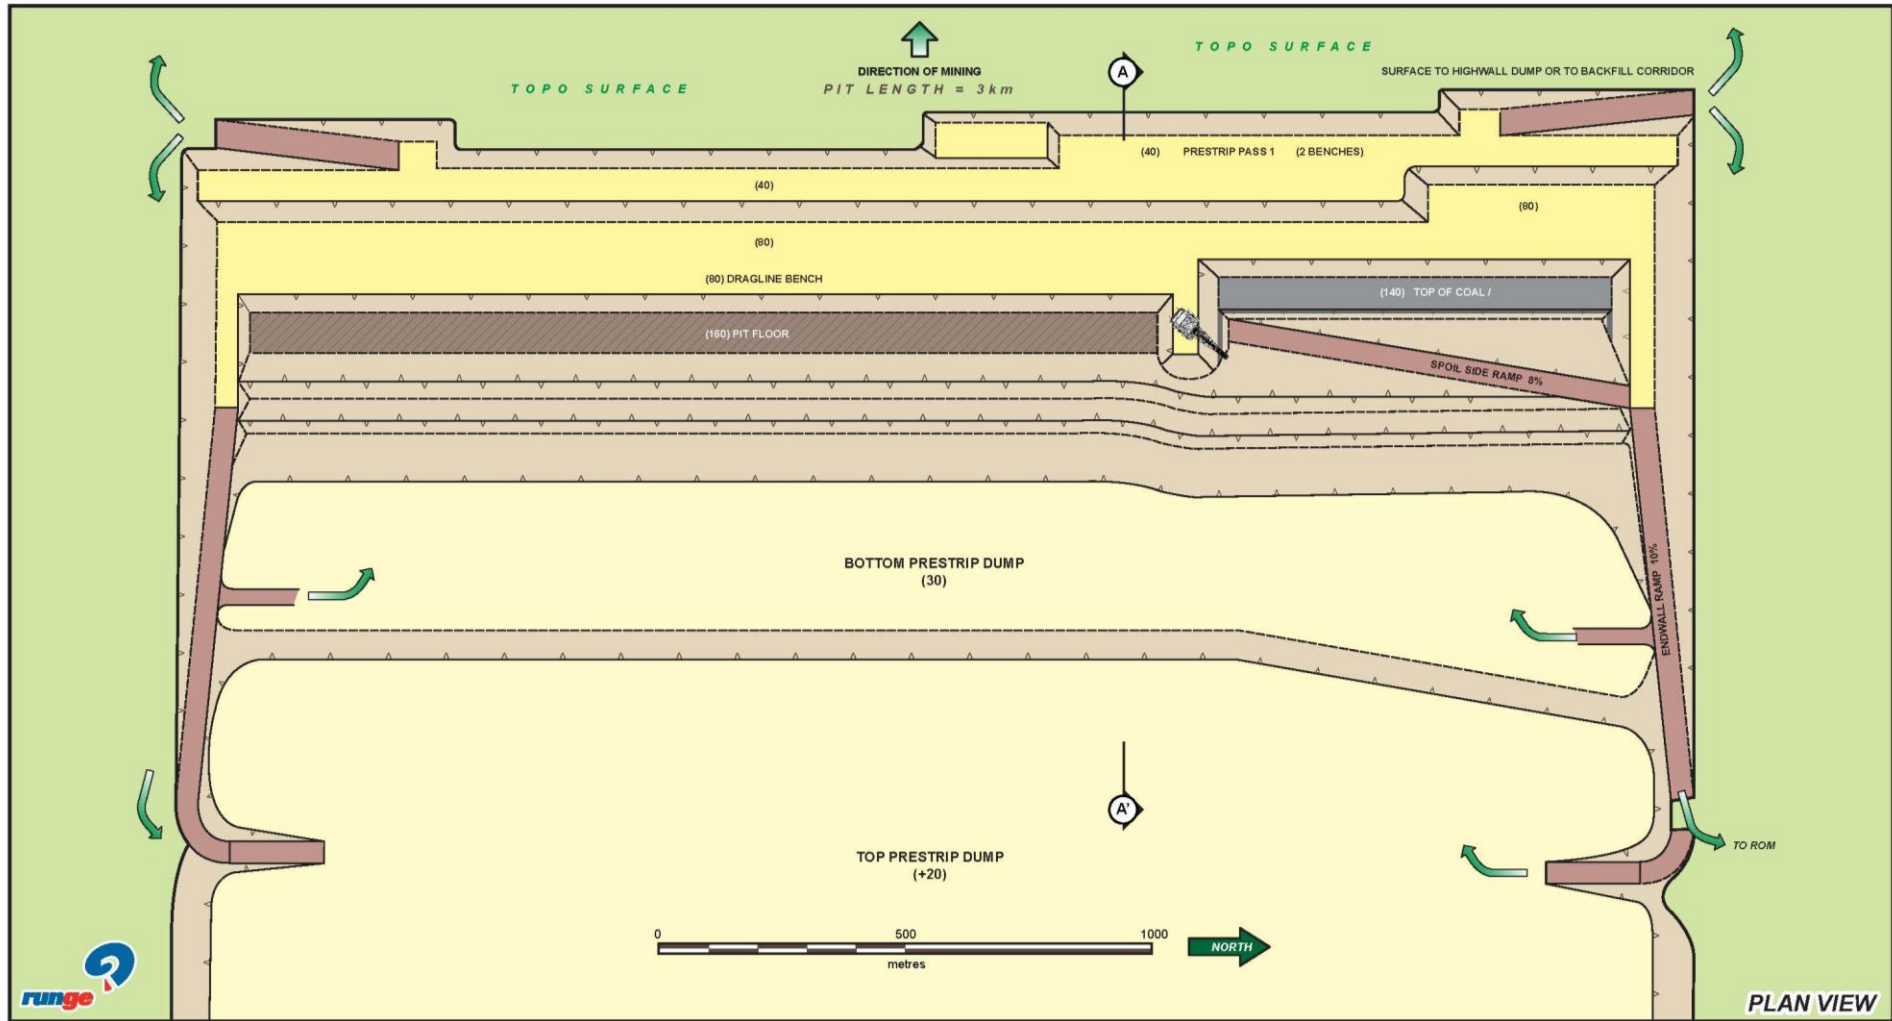 TOPO SURFACE
A
DIRECTION OF MINING
SURFACE TO HIGHWALL DUMP OR TO BACKFILL CORRIDOR
TOPO SURFACE
PIT LENGTH = 3km
(40) PRESTRIP PASS 1 (2 BENCHES)
(40)
(80)
(80)
(80) DRAGLINE BENCH
(140) TOP OF COAL /
(160) PIT FLOOR
SPOIL SIDE RAMP 8%
BOTTOM PRESTRIP DUMP
(30)
ENDWALL RAMP 10%
A'
TO ROM
TOP PRESTRIP DUMP
(+20)
0 500 1000
metres
NORTH
runge
PLAN VIEW